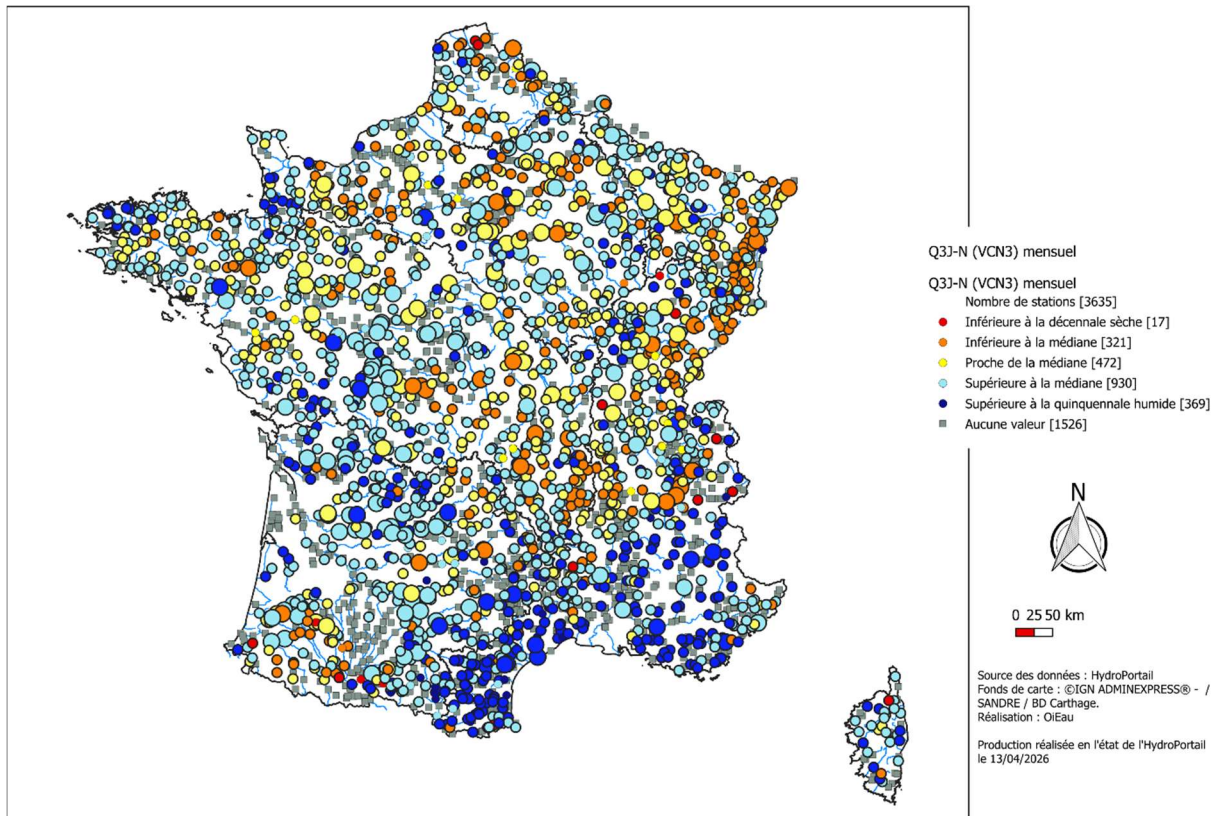 Q3J-N (VCN3) mensuel
Q3J-N (VCN3) mensuel
Nombre de stations [3635]
Inférieure à la décennale sèche [17]
Inférieure à la médiane [321]
Proche de la médiane [472]
Supérieure à la médiane [930]
Supérieure à la quinquennale humide [369]
Aucune valeur [1526]
N
0 25 50 km
Source des données : HydroPortail
Fonds de carte : ©IGN ADMINEXPRESS® - /
SANDRE / BD Carthage.
Réalisation : OiEau
Production réalisée en l'état de l'HydroPortail
le 13/04/2026